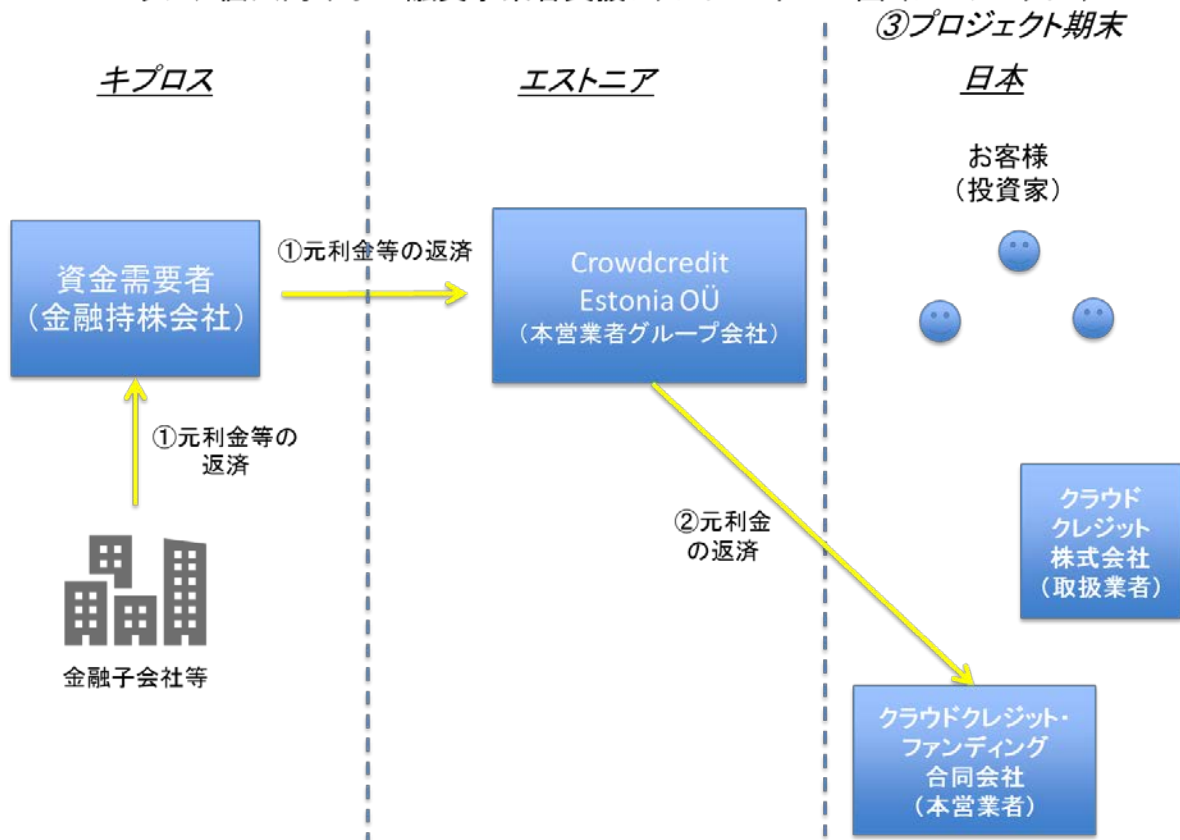 ③プロジェクト期末
キプロス
エストニア
日本
お客様
（投資家）
資金需要者
（金融持株会社）
①元利金等の返済
Crowdcredit
Estonia OÜ
（本営業者グループ会社）
①元利金等の
返済
金融子会社等
②元利金
の返済
クラウド
クレジット
株式会社
（取扱業者）
クラウドクレジット・
ファンディング
合同会社
（本営業者）